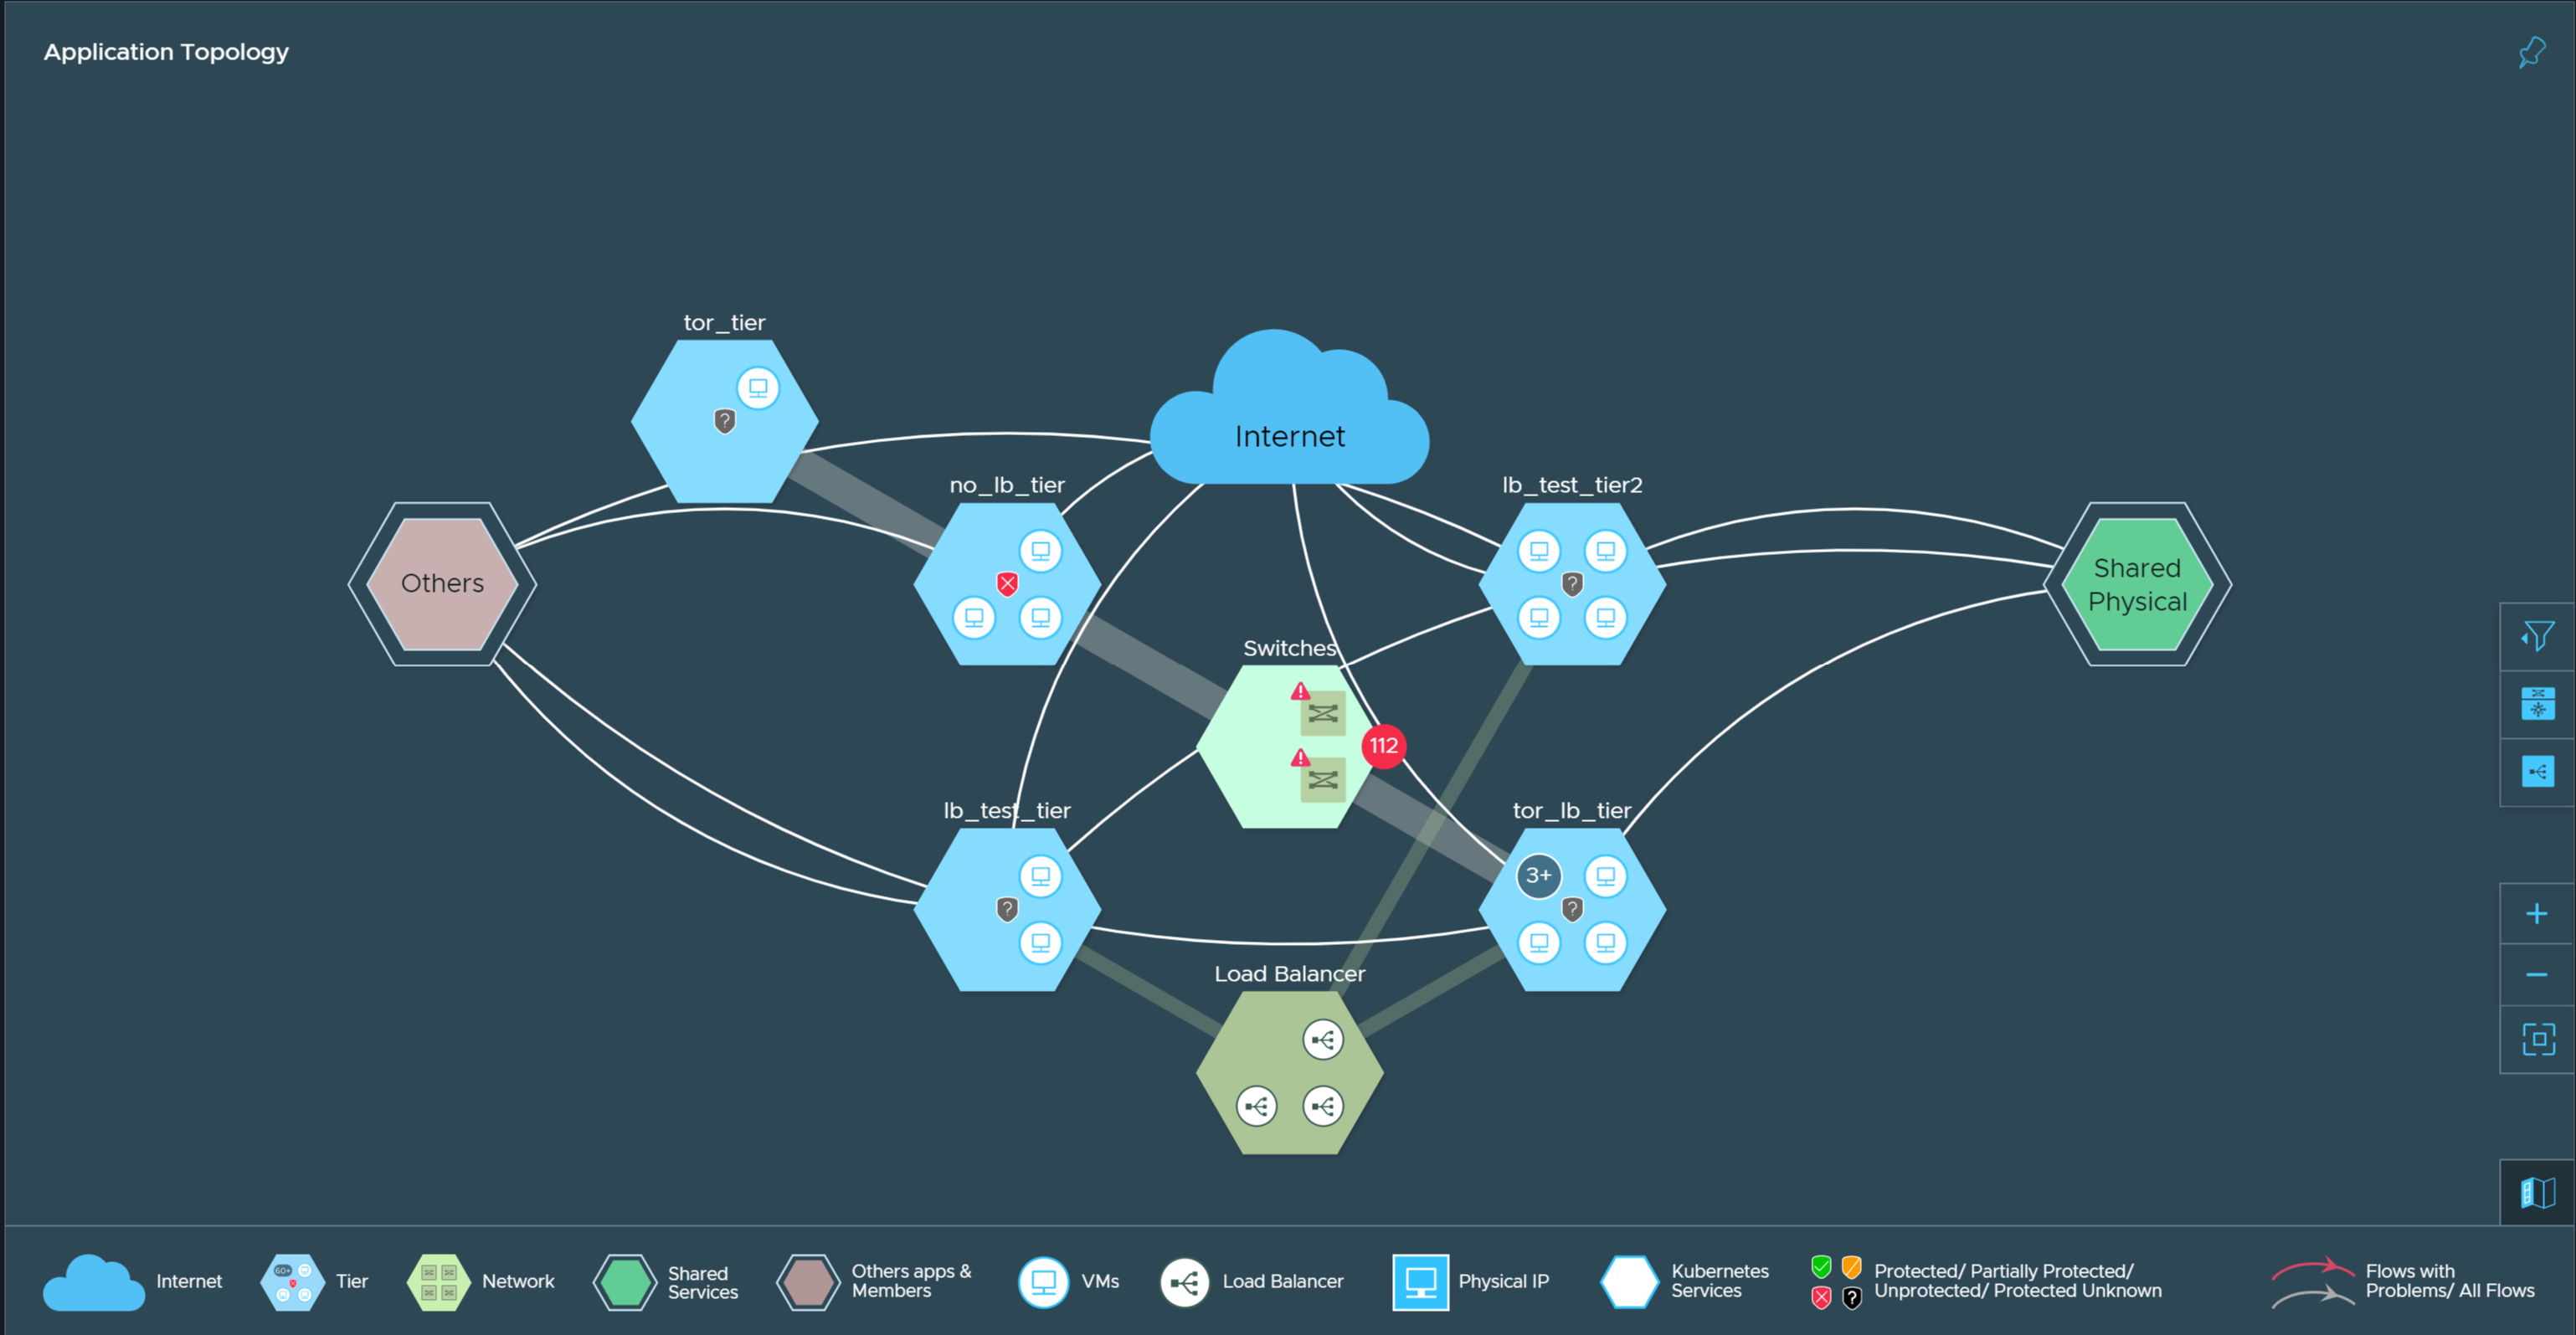 Application Topology
tor_tier
Internet
no_lb_tier
lb_test_tier2
Others
Shared
Physical
Switches
112
lb_test_tier
tor_lb_tier
3+
Load Balancer
Internet
60+
Tier
Network
Shared
Services
Others apps &
Members
VMs
Load Balancer
Physical IP
Kubernetes
Services
Protected/ Partially Protected/
Unprotected/ Protected Unknown
Flows with
Problems/ All Flows